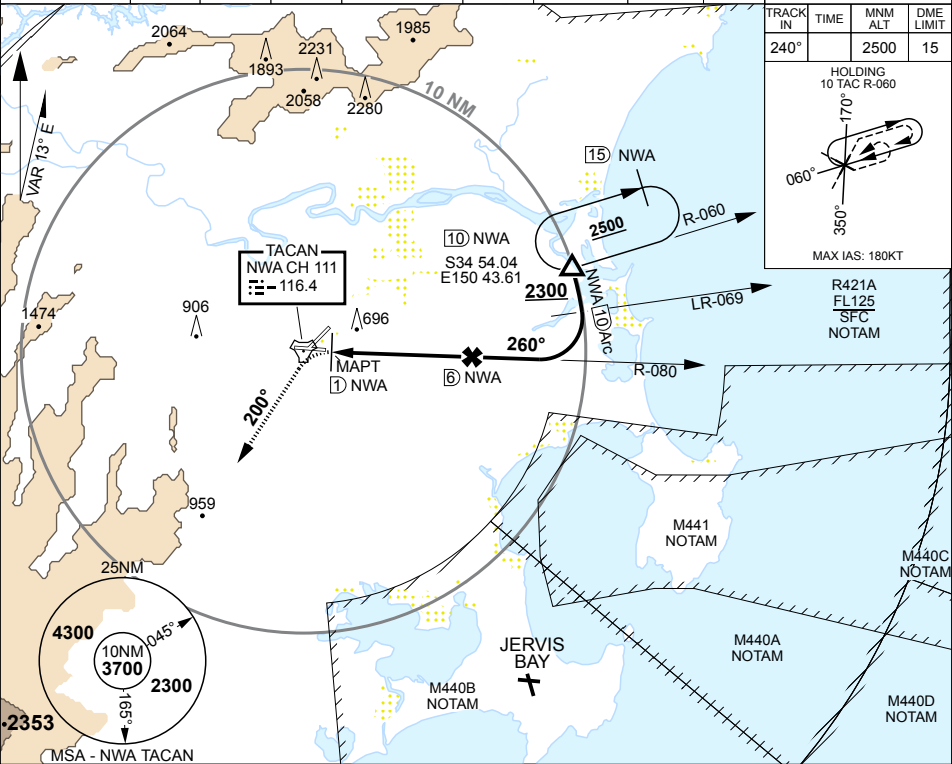 TRACK IN
TIME
MNM ALT
DME LIMIT
240°
2500
15
HOLDING
10 TAC R-060
170°
060°
350°
MAX IAS: 180KT
2064
1893
2231
2058
2280
1985
10 NM
VAR 13° E
15 NWA
2500
R-060
10 NWA
S34 54.04
E150 43.61
2300
NWA 10 Arc
LR-069
R421A
FL125
SFC
NOTAM
TACAN
NWA CH 111
116.4
1474
906
696
260°
MAPT
1 NWA
6 NWA
R-080
200°
959
M441
NOTAM
M440C
NOTAM
M440A
NOTAM
M440D
NOTAM
M440B
NOTAM
JERVIS
BAY
25NM
4300
045°
10NM
3700
2300
165°
2353
MSA - NWA TACAN